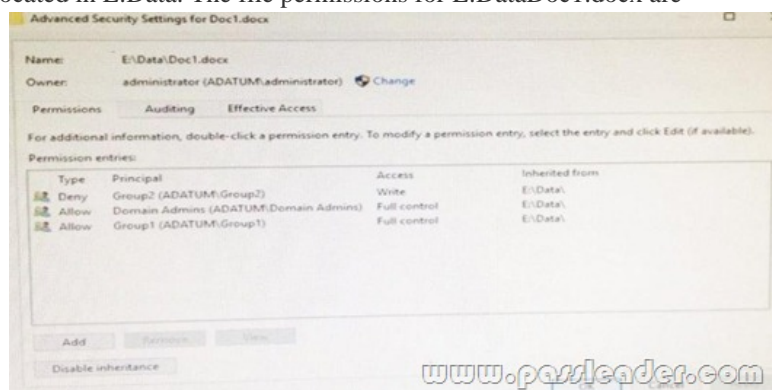 located in E:Data. The file permissions for E:DataDoc1.docx are
Advanced Security Settings for Doc1.docx
Name: E:\Data\Doc1.docx
Owner: administrator (ADATUM\administrator) Change
Permissions Auditing Effective Access
For additional information, double-click a permission entry. To modify a permission entry, select the entry and click Edit (if available).
Permission entries:
Type Principal Access Inherited from
Deny Group2 (ADATUM\Group2) Write E:\Data\
Allow Domain Admins (ADATUM\Domain Admins) Full control E:\Data\
Allow Group1 (ADATUM\Group1) Full control E:\Data\
Add Remove View
Disable inheritance
www.passleader.com